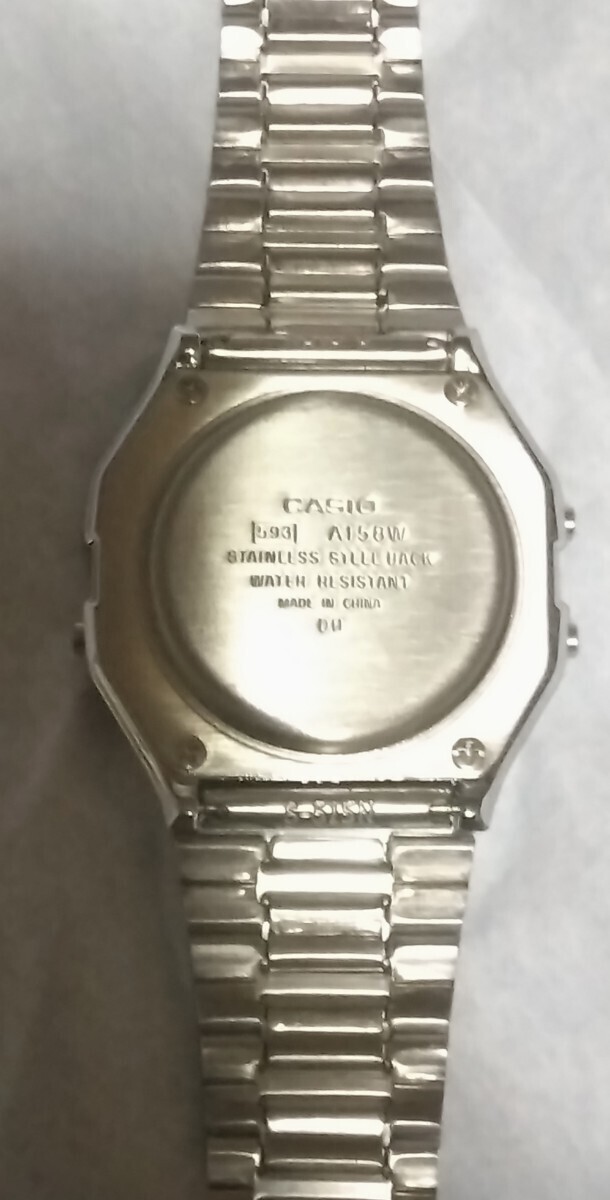 CASIO
593 A158W
STAINLESS STEEL BACK
WATER RESISTANT
MADE IN CHINA